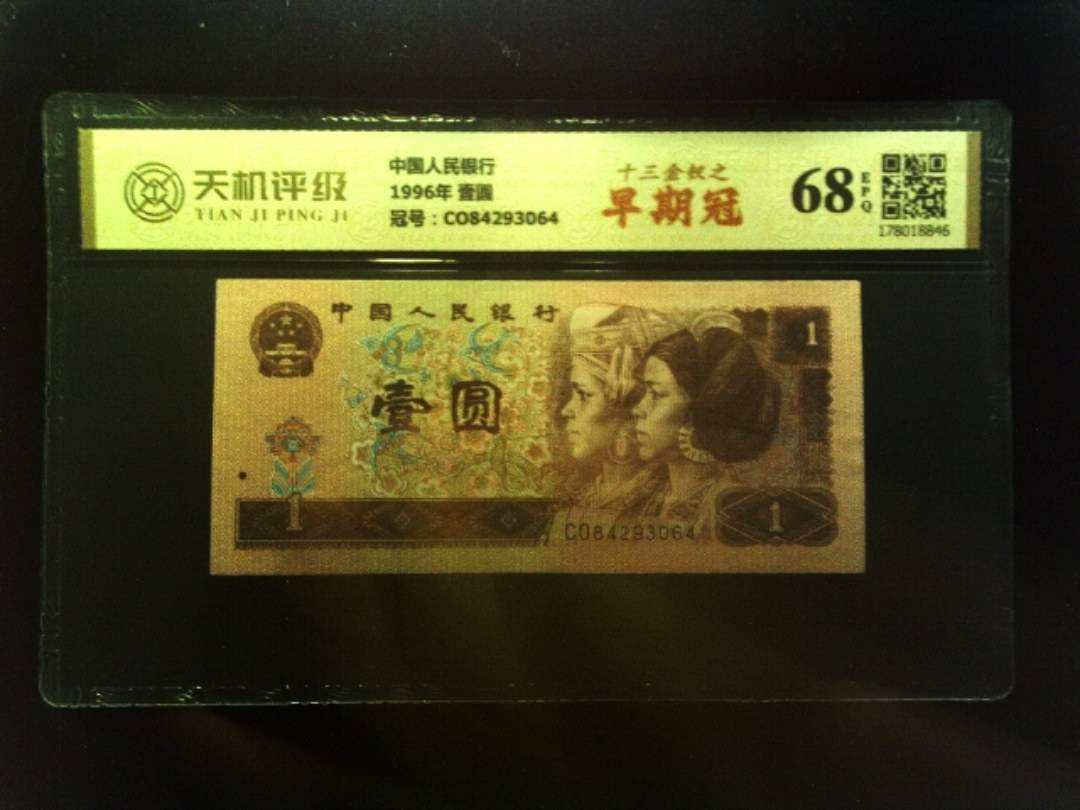 天机评级
TIAN JI PING JI
中国人民银行
1996年 壹圆
冠号：CO84293064
十三金钗之
早期冠
68
EPQ
178018846
中国人民银行
壹圆
1
1
1
CO84293064